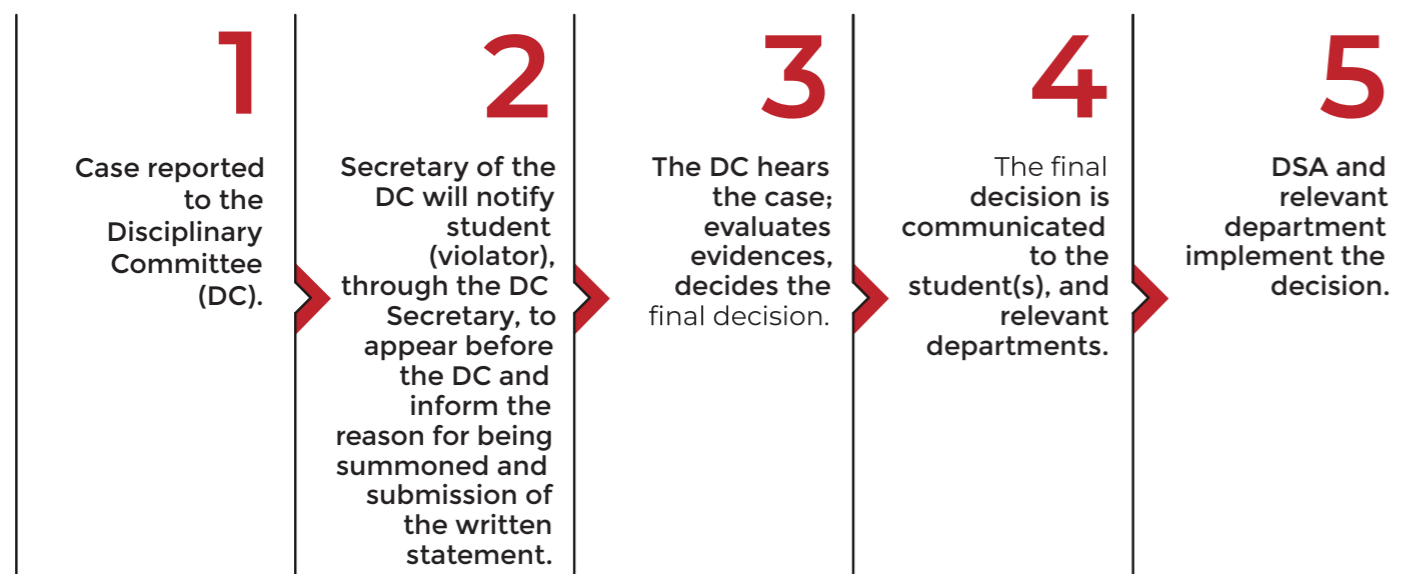 1
Case reported
to the
Disciplinary
Committee
(DC).
2
Secretary of the
DC will notify
student
(violator),
through the DC
Secretary, to
appear before
the DC and
inform the
reason for being
summoned and
submission of
the written
statement.
3
The DC hears
the case;
evaluates
evidences,
decides the
final decision.
4
The final
decision is
communicated
to the
student(s), and
relevant
departments.
5
DSA and
relevant
department
implement the
decision.